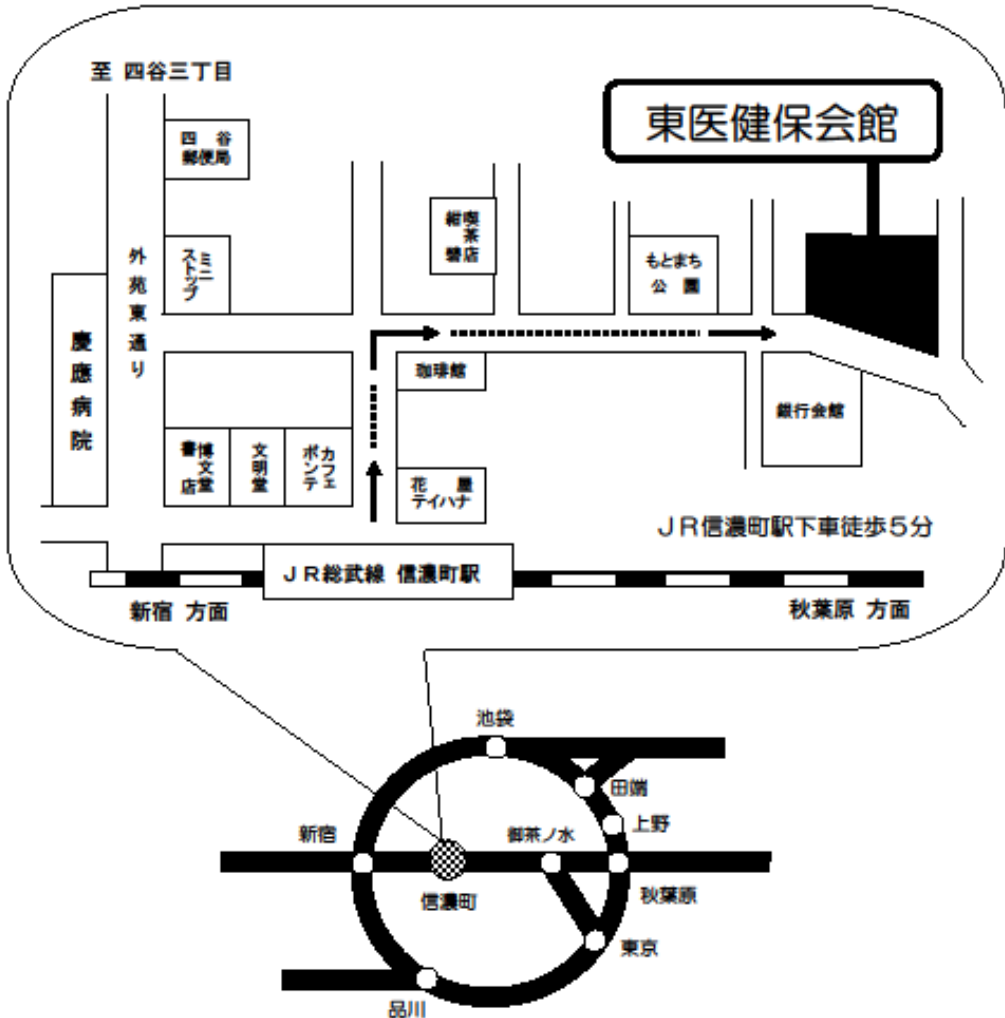 至 四谷三丁目
東医健保会館
四谷
郵便局
喫茶店
紺 響
外苑東通り
ミニ
ストップ
もとまち
公園
慶應病院
珈琲館
銀行会館
博文堂
書店
文明堂
カフェ
ボンテ
花屋
テイハナ
JR信濃町駅下車徒歩5分
JR総武線 信濃町駅
新宿 方面
秋葉原 方面
池袋
田端
上野
新宿
御茶ノ水
信濃町
秋葉原
東京
品川